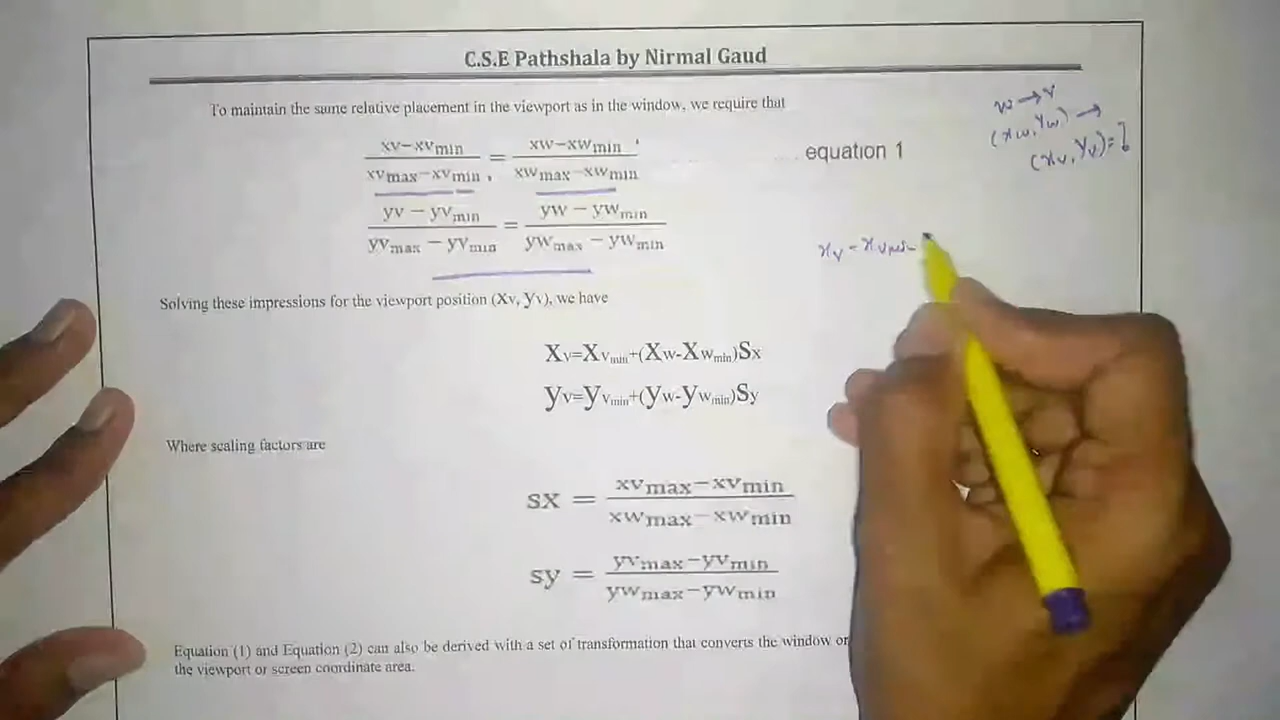 C.S.E Pathshala by Nirmal Gaud
To maintain the same relative placement in the viewport as in the window, we require that
w → v
(xw, yw) →
(xv, yv) = ?
xv−xvmin / xvmax−xvmin = xw−xwmin / xwmax−xwmin equation 1
yv − yvmin / yvmax − yvmin = yw − ywmin / ywmax − ywmin
xv - xvmin
Solving these impressions for the viewport position (Xv, yv), we have
Xv=Xvmin+(Xw-Xwmin)Sx
yv=yvmin+(yw-ywmin)Sy
Where scaling factors are
sx = xvmax−xvmin / xwmax−xwmin
sy = yvmax−yvmin / ywmax−ywmin
Equation (1) and Equation (2) can also be derived with a set of transformation that converts the window or
the viewport or screen coordinate area.